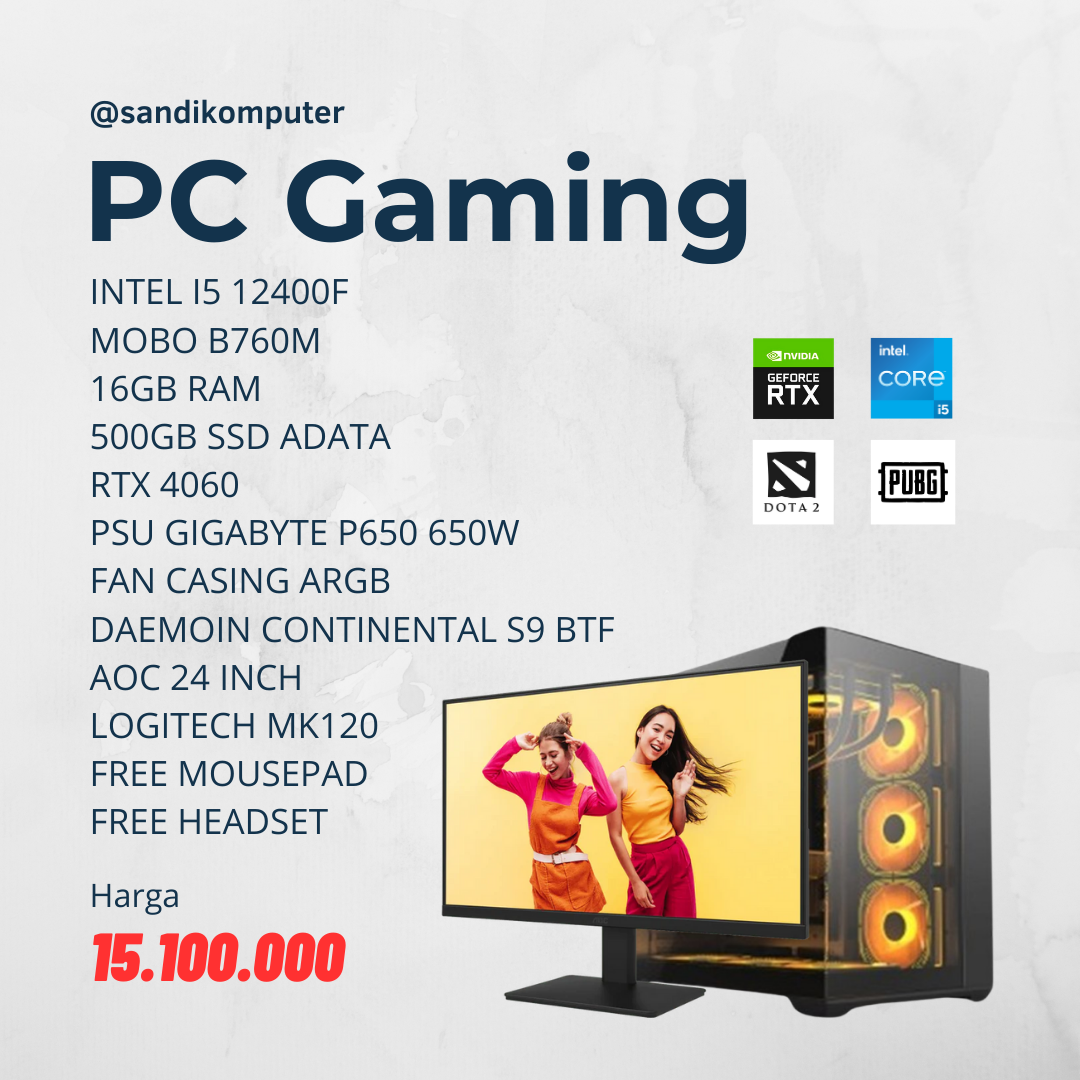 @sandikomputer
PC Gaming
INTEL I5 12400F
MOBO B760M
16GB RAM
500GB SSD ADATA
RTX 4060
PSU GIGABYTE P650 650W
FAN CASING ARGB
DAEMOIN CONTINENTAL S9 BTF
AOC 24 INCH
LOGITECH MK120
FREE MOUSEPAD
FREE HEADSET
Harga
15.100.000
NVIDIA
GEFORCE
RTX
intel
CORE
i5
DOTA 2
PUBG